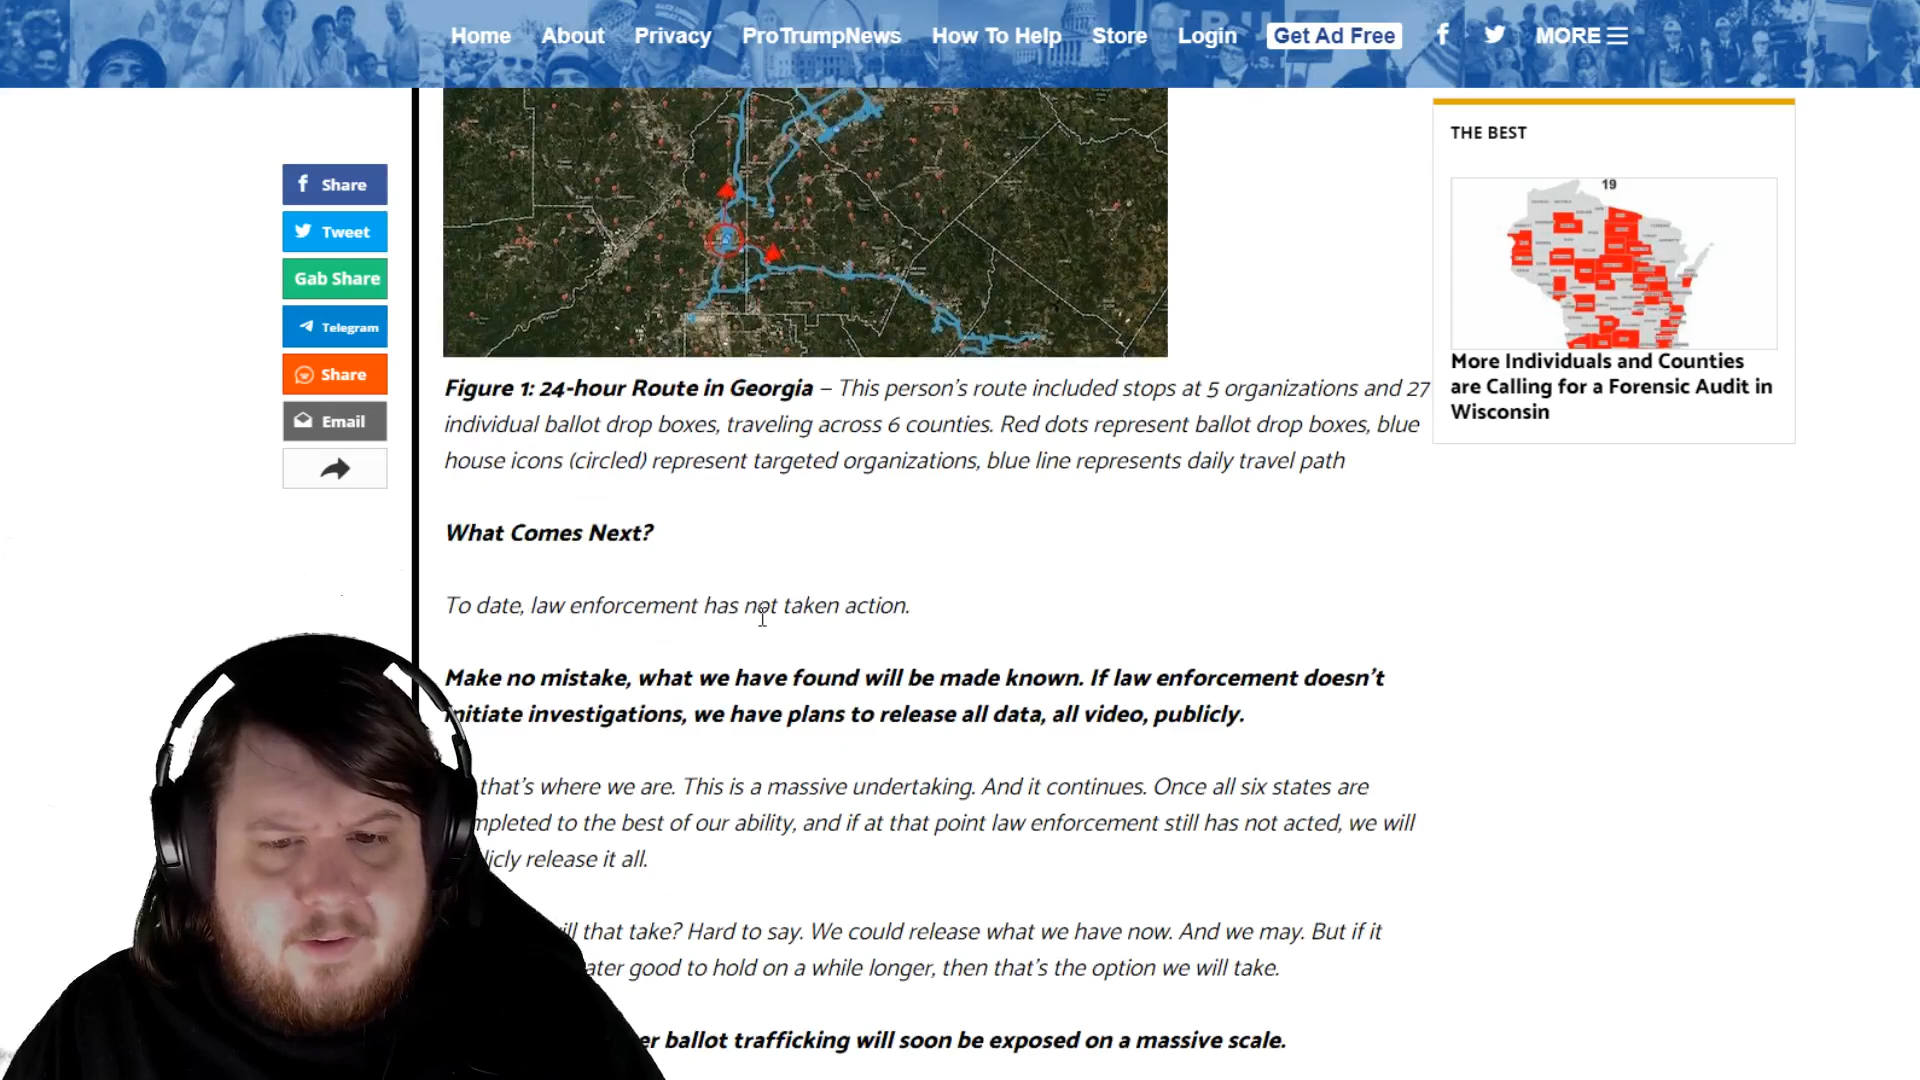 Home About Privacy ProTrumpNews How To Help Store Login Get Ad Free MORE
Share
Tweet
Gab Share
Telegram
Share
Email
THE BEST
19
More Individuals and Counties
are Calling for a Forensic Audit in
Wisconsin
Figure 1: 24-hour Route in Georgia – This person's route included stops at 5 organizations and 27
individual ballot drop boxes, traveling across 6 counties. Red dots represent ballot drop boxes, blue
house icons (circled) represent targeted organizations, blue line represents daily travel path
What Comes Next?
To date, law enforcement has not taken action.
Make no mistake, what we have found will be made known. If law enforcement doesn't
initiate investigations, we have plans to release all data, all video, publicly.
that's where we are. This is a massive undertaking. And it continues. Once all six states are
to the best of our ability, and if at that point law enforcement still has not acted, we will
release it all.
that take? Hard to say. We could release what we have now. And we may. But if it
good to hold on a while longer, then that's the option we will take.
ballot trafficking will soon be exposed on a massive scale.